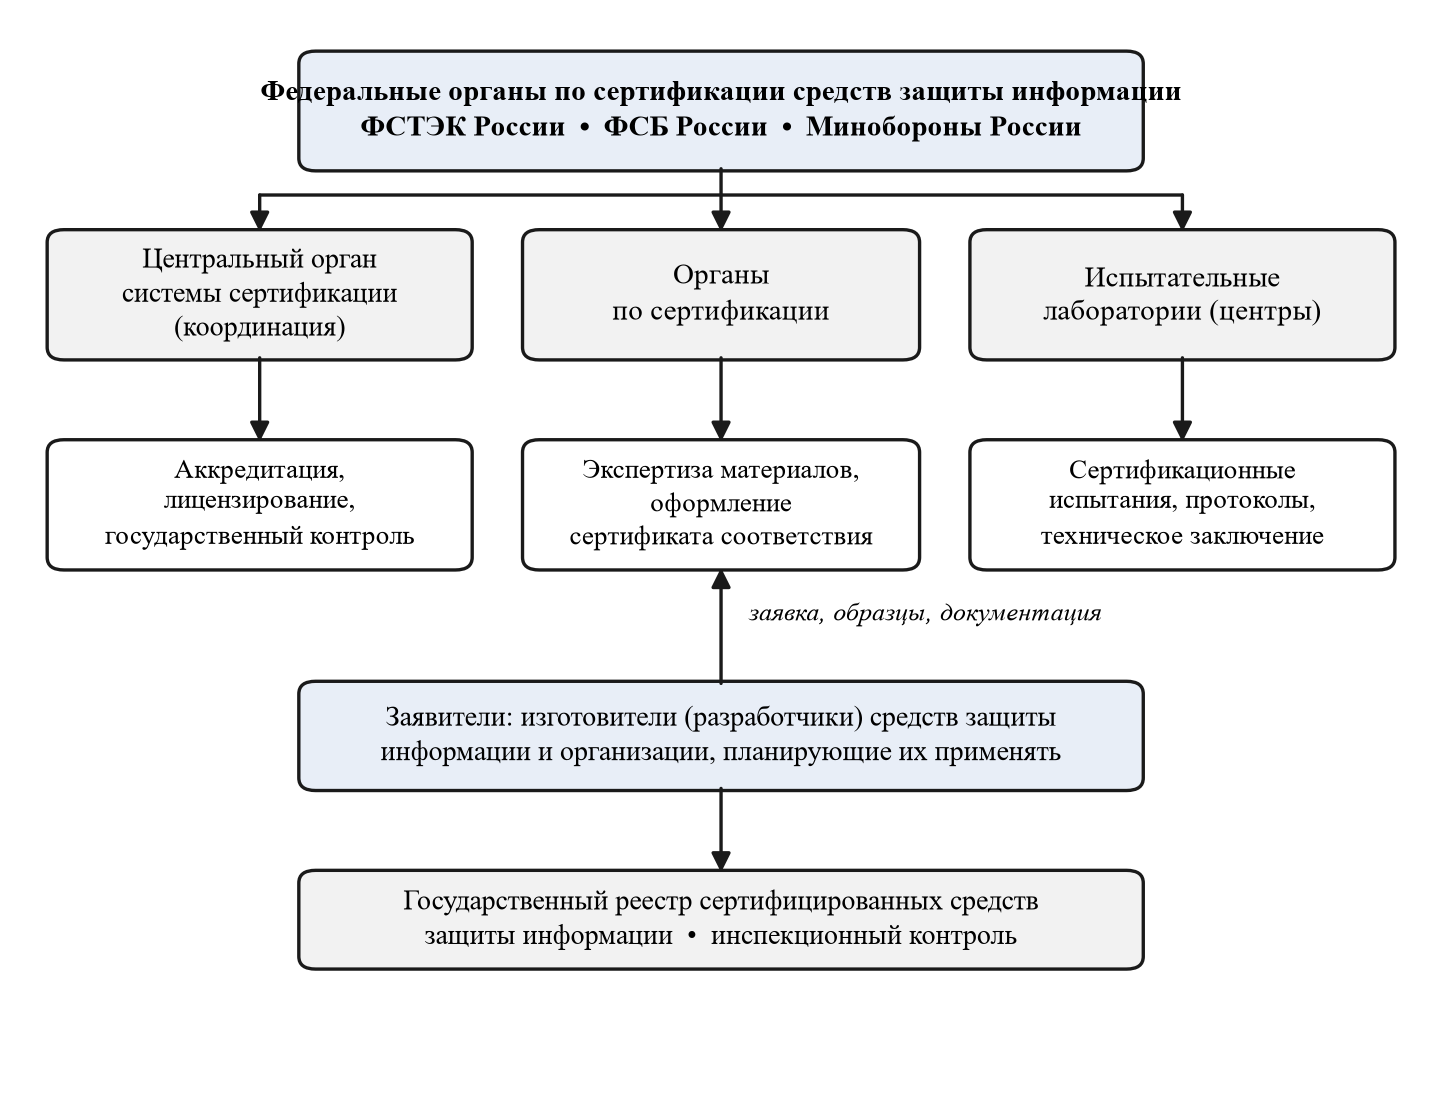 Федеральные органы по сертификации средств защиты информации
ФСТЭК России • ФСБ России • Минобороны России
Центральный орган
системы сертификации
(координация)
Органы
по сертификации
Испытательные
лаборатории (центры)
Аккредитация,
лицензирование,
государственный контроль
Экспертиза материалов,
оформление
сертификата соответствия
Сертификационные
испытания, протоколы,
техническое заключение
заявка, образцы, документация
Заявители: изготовители (разработчики) средств защиты
информации и организации, планирующие их применять
Государственный реестр сертифицированных средств
защиты информации • инспекционный контроль